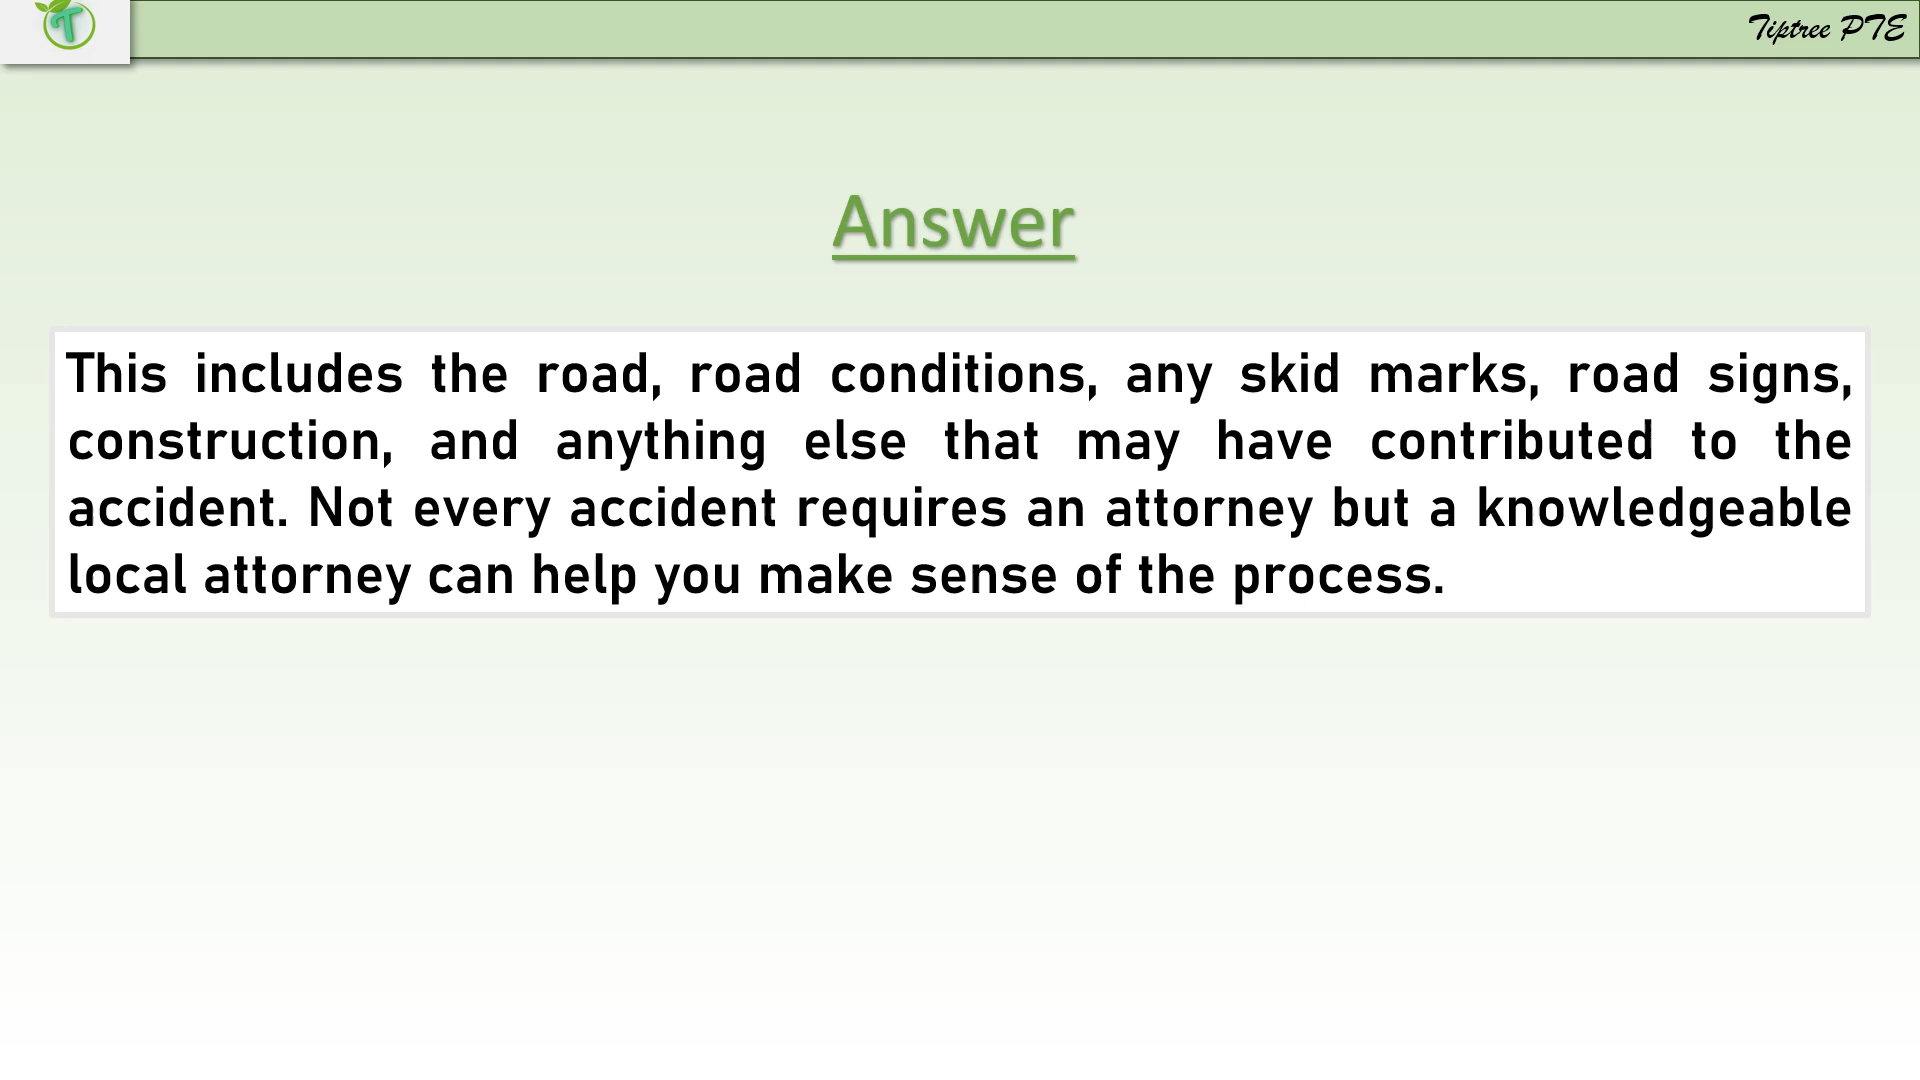 T
Tiptree PTE
Answer
This includes the road, road conditions, any skid marks, road signs,
construction, and anything else that may have contributed to the
accident. Not every accident requires an attorney but a knowledgeable
local attorney can help you make sense of the process.